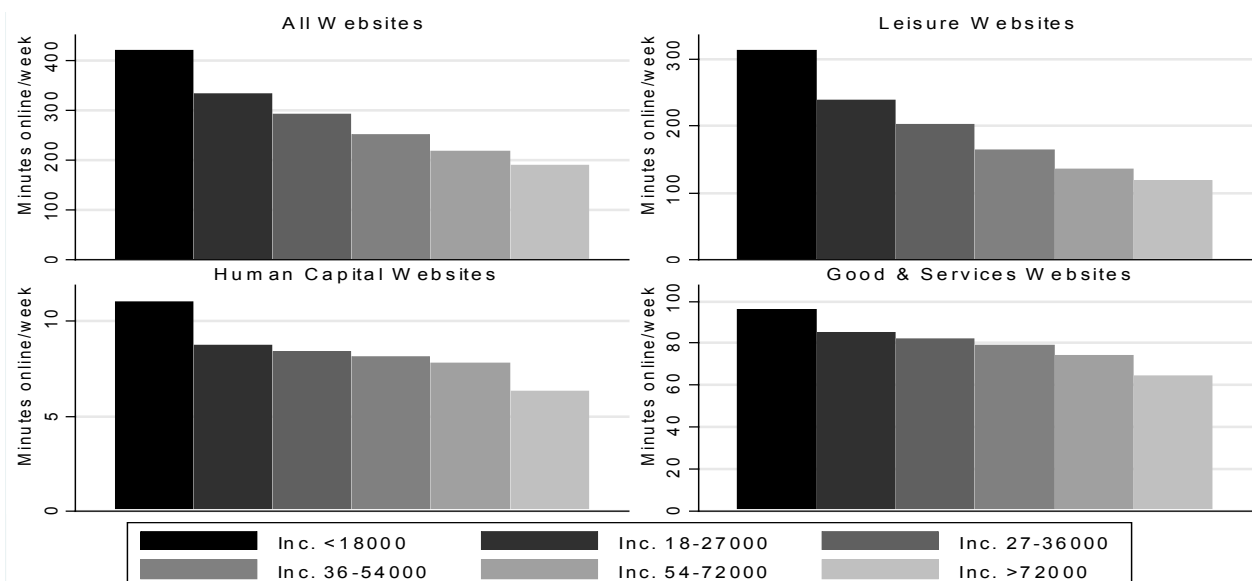 All Websites
Minutes online/week
0 100 200 300 400
Leisure Websites
Minutes online/week
0 100 200 300
Human Capital Websites
Minutes online/week
0 5 10
Good & Services Websites
Minutes online/week
0 20 40 60 80 100
Inc. <18000 Inc. 18-27000 Inc. 27-36000
Inc. 36-54000 Inc. 54-72000 Inc. >72000